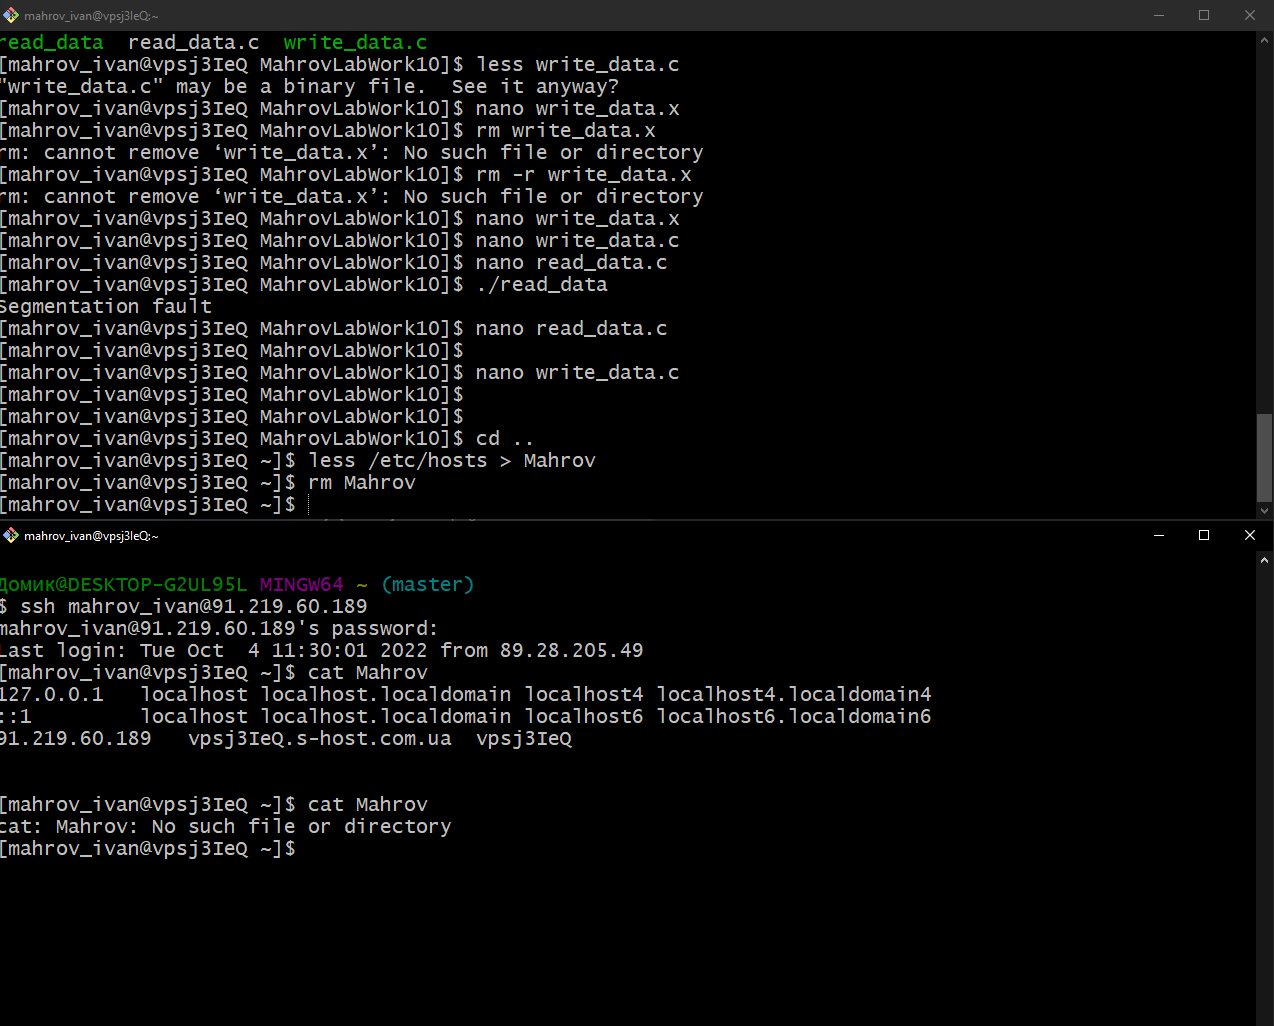 mahrov_ivan@vpsj3IeQ:~
read_data  read_data.c  write_data.c
[mahrov_ivan@vpsj3IeQ MahrovLabWork10]$ less write_data.c
"write_data.c" may be a binary file.  See it anyway?
[mahrov_ivan@vpsj3IeQ MahrovLabWork10]$ nano write_data.x
[mahrov_ivan@vpsj3IeQ MahrovLabWork10]$ rm write_data.x
rm: cannot remove ‘write_data.x’: No such file or directory
[mahrov_ivan@vpsj3IeQ MahrovLabWork10]$ rm -r write_data.x
rm: cannot remove ‘write_data.x’: No such file or directory
[mahrov_ivan@vpsj3IeQ MahrovLabWork10]$ nano write_data.x
[mahrov_ivan@vpsj3IeQ MahrovLabWork10]$ nano write_data.c
[mahrov_ivan@vpsj3IeQ MahrovLabWork10]$ nano read_data.c
[mahrov_ivan@vpsj3IeQ MahrovLabWork10]$ ./read_data
Segmentation fault
[mahrov_ivan@vpsj3IeQ MahrovLabWork10]$ nano read_data.c
[mahrov_ivan@vpsj3IeQ MahrovLabWork10]$
[mahrov_ivan@vpsj3IeQ MahrovLabWork10]$ nano write_data.c
[mahrov_ivan@vpsj3IeQ MahrovLabWork10]$
[mahrov_ivan@vpsj3IeQ MahrovLabWork10]$
[mahrov_ivan@vpsj3IeQ MahrovLabWork10]$ cd ..
[mahrov_ivan@vpsj3IeQ ~]$ less /etc/hosts > Mahrov
[mahrov_ivan@vpsj3IeQ ~]$ rm Mahrov
[mahrov_ivan@vpsj3IeQ ~]$
mahrov_ivan@vpsj3IeQ:~
Домик@DESKTOP-G2UL95L MINGW64 ~ (master)
$ ssh mahrov_ivan@91.219.60.189
mahrov_ivan@91.219.60.189's password:
Last login: Tue Oct  4 11:30:01 2022 from 89.28.205.49
[mahrov_ivan@vpsj3IeQ ~]$ cat Mahrov
127.0.0.1   localhost localhost.localdomain localhost4 localhost4.localdomain4
::1         localhost localhost.localdomain localhost6 localhost6.localdomain6
91.219.60.189   vpsj3IeQ.s-host.com.ua  vpsj3IeQ
[mahrov_ivan@vpsj3IeQ ~]$ cat Mahrov
cat: Mahrov: No such file or directory
[mahrov_ivan@vpsj3IeQ ~]$